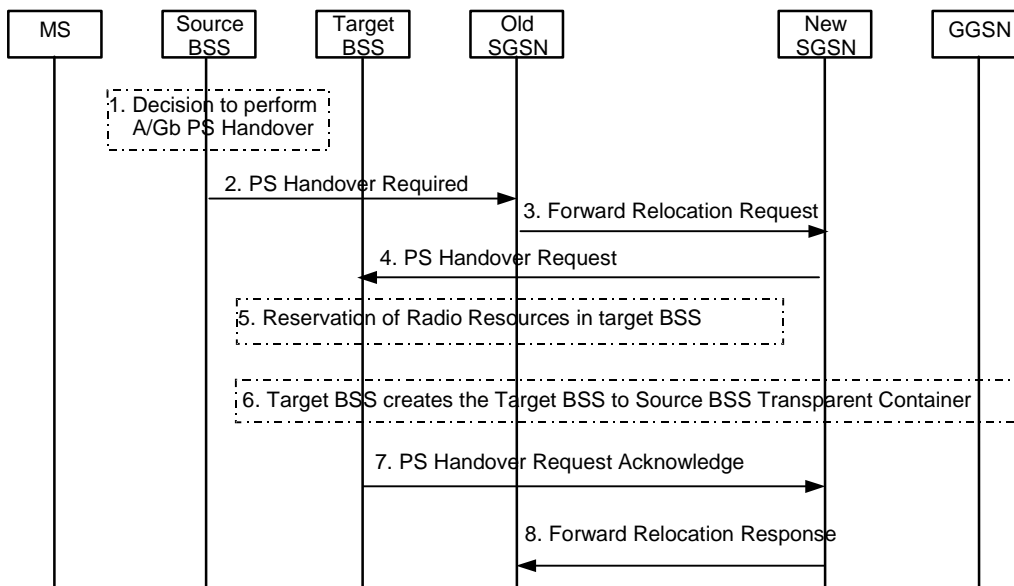 MS
Source
BSS
Target
BSS
Old
SGSN
New
SGSN
GGSN
1. Decision to perform
A/Gb PS Handover
2. PS Handover Required
3. Forward Relocation Request
4. PS Handover Request
5. Reservation of Radio Resources in target BSS
6. Target BSS creates the Target BSS to Source BSS Transparent Container
7. PS Handover Request Acknowledge
8. Forward Relocation Response